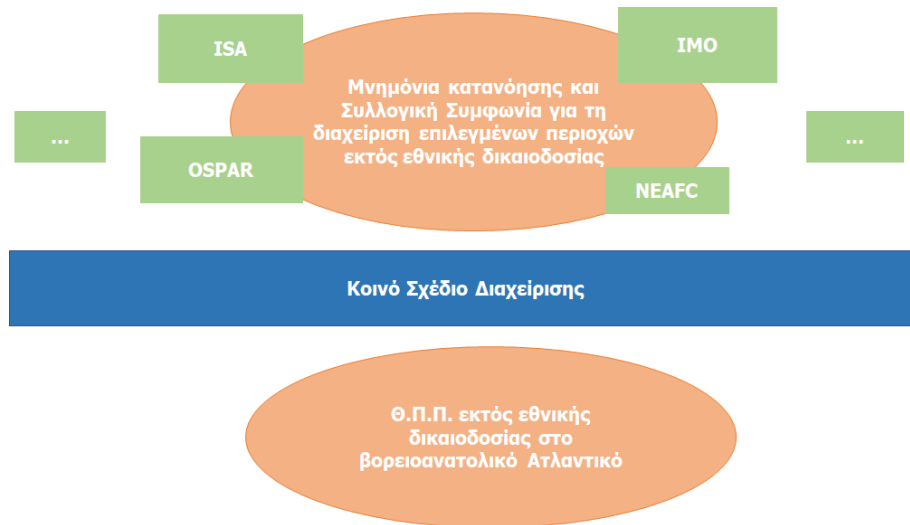 ISA
IMO
Μνημόνια κατανόησης και
Συλλογική Συμφωνία για τη
διαχείριση επιλεγμένων περιοχών
εκτός εθνικής δικαιοδοσίας
...
...
OSPAR
NEAFC
Κοινό Σχέδιο Διαχείρισης
Θ.Π.Π. εκτός εθνικής
δικαιοδοσίας στο
βορειοανατολικό Ατλαντικό